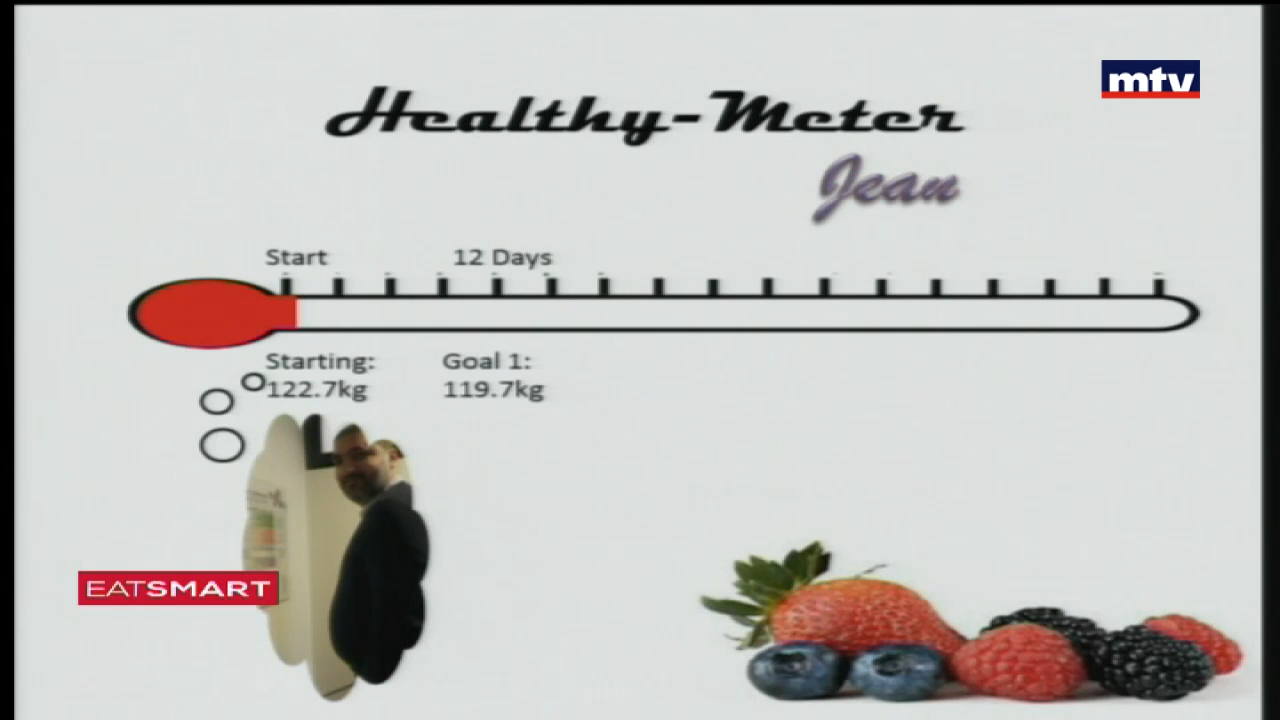 mtv
Healthy-Meter
Jean
Start 12 Days
Starting: Goal 1:
122.7kg 119.7kg
EATSMART